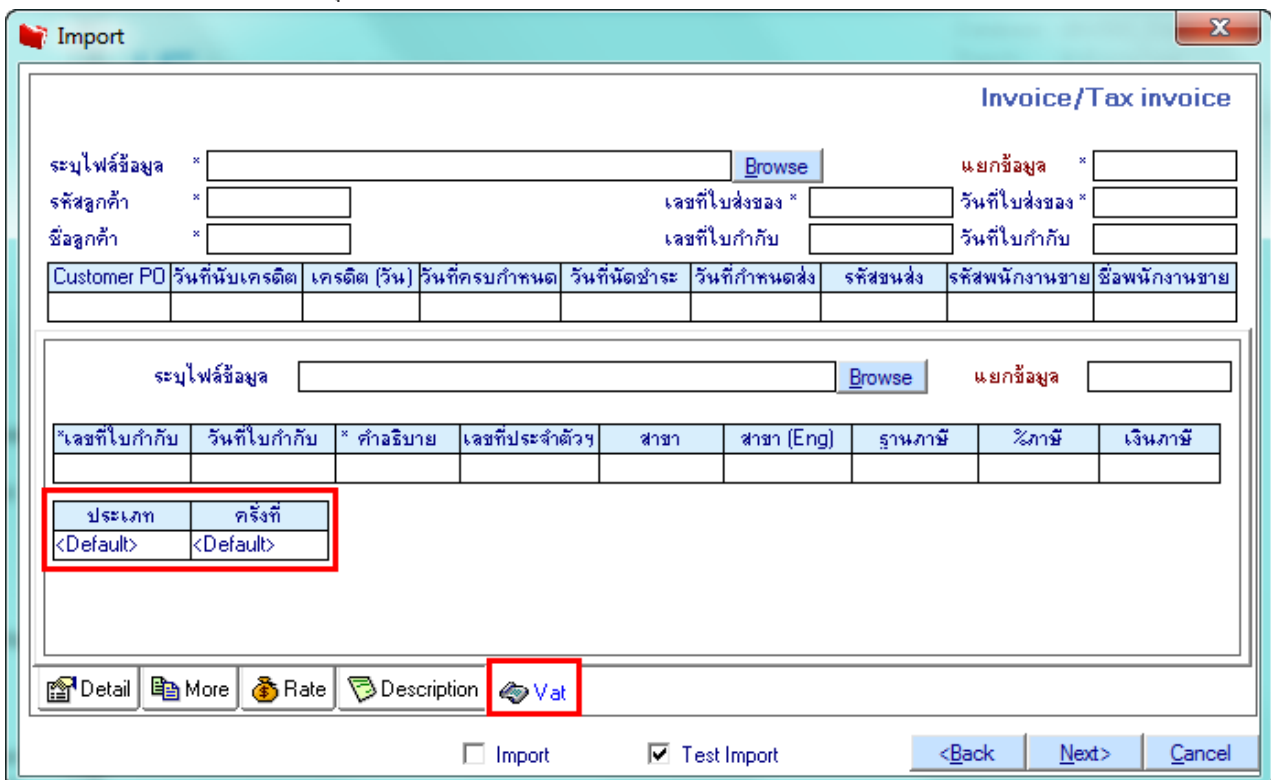 Import
Invoice/Tax invoice
ระบุไฟล์ข้อมูล * Browse แยกข้อมูล *
รหัสลูกค้า * เลขที่ใบส่งของ * วันที่ใบส่งของ *
ชื่อลูกค้า * เลขที่ใบกำกับ วันที่ใบกำกับ
Customer PO วันที่นับเครดิต เครดิต (วัน) วันที่ครบกำหนด วันที่นัดชำระ วันที่กำหนดส่ง รหัสขนส่ง รหัสพนักงานขาย ชื่อพนักงานขาย
ระบุไฟล์ข้อมูล Browse แยกข้อมูล
*เลขที่ใบกำกับ วันที่ใบกำกับ * คำอธิบาย เลขที่ประจำตัวฯ สาขา สาขา (Eng) ฐานภาษี %ภาษี เงินภาษี
ประเภท ครั้งที่
<Default> <Default>
Detail More Rate Description Vat
Import Test Import <Back Next> Cancel